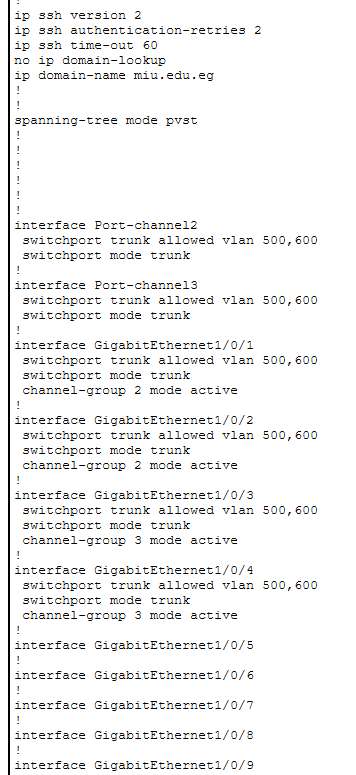 !
ip ssh version 2
ip ssh authentication-retries 2
ip ssh time-out 60
no ip domain-lookup
ip domain-name miu.edu.eg
!
!
spanning-tree mode pvst
!
!
!
!
!
!
interface Port-channel2
 switchport trunk allowed vlan 500,600
 switchport mode trunk
!
interface Port-channel3
 switchport trunk allowed vlan 500,600
 switchport mode trunk
!
interface GigabitEthernet1/0/1
 switchport trunk allowed vlan 500,600
 switchport mode trunk
 channel-group 2 mode active
!
interface GigabitEthernet1/0/2
 switchport trunk allowed vlan 500,600
 switchport mode trunk
 channel-group 2 mode active
!
interface GigabitEthernet1/0/3
 switchport trunk allowed vlan 500,600
 switchport mode trunk
 channel-group 3 mode active
!
interface GigabitEthernet1/0/4
 switchport trunk allowed vlan 500,600
 switchport mode trunk
 channel-group 3 mode active
!
interface GigabitEthernet1/0/5
!
interface GigabitEthernet1/0/6
!
interface GigabitEthernet1/0/7
!
interface GigabitEthernet1/0/8
!
interface GigabitEthernet1/0/9